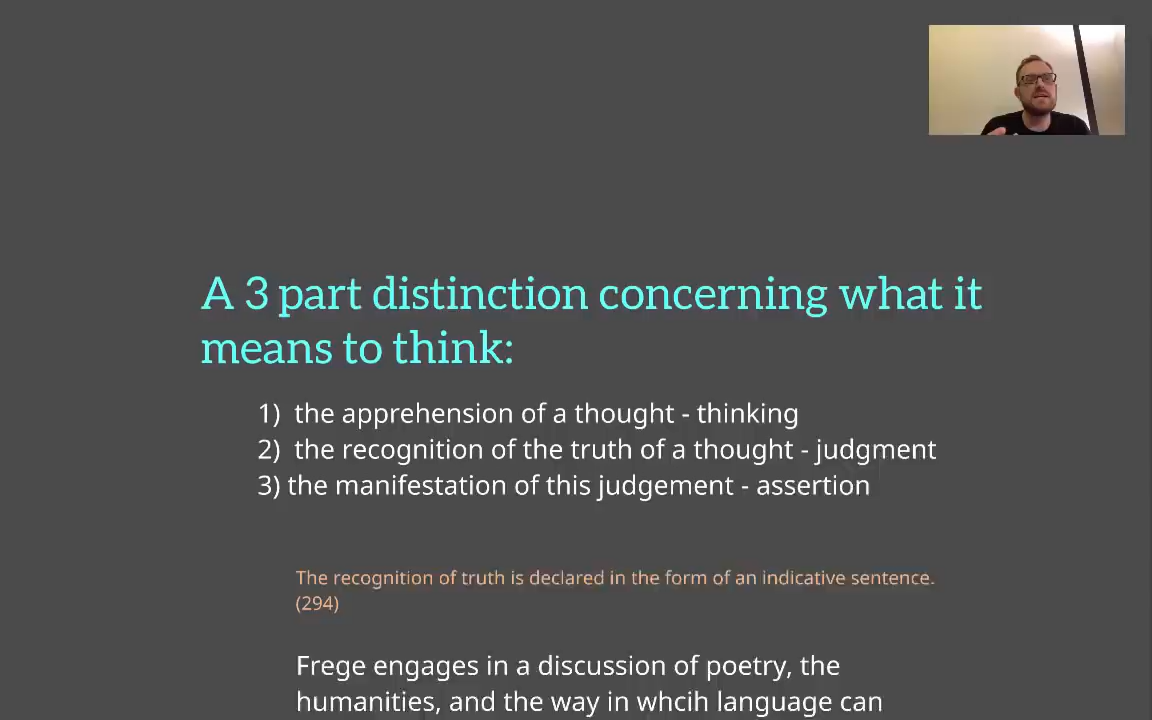 A 3 part distinction concerning what it
means to think:
1) the apprehension of a thought - thinking
2) the recognition of the truth of a thought - judgment
3) the manifestation of this judgement - assertion
The recognition of truth is declared in the form of an indicative sentence.
(294)
Frege engages in a discussion of poetry, the
humanities, and the way in whcih language can